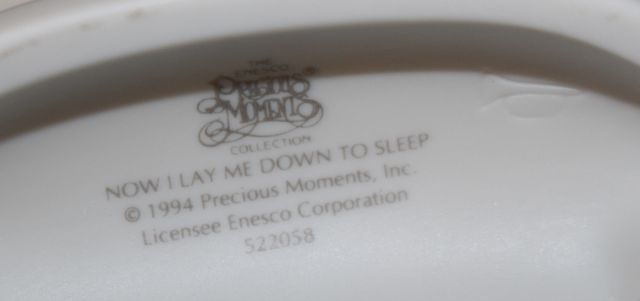 THE
ENESCO
PRECIOUS®
MOMENTS
COLLECTION
NOW I LAY ME DOWN TO SLEEP
© 1994 Precious Moments, Inc.
Licensee Enesco Corporation
522058